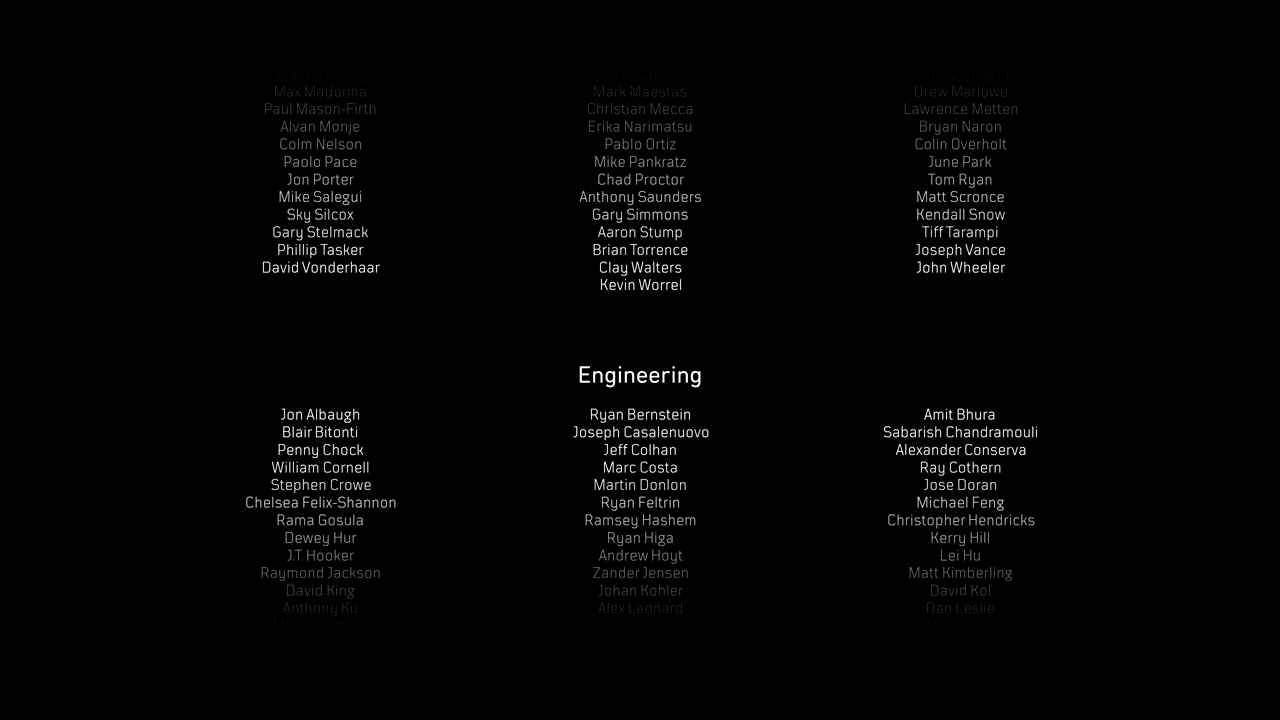 Max Madonna Mark Maestas Drew Marlowe
Paul Mason-Firth Christian Mecca Lawrence Metten
Alvan Monje Erika Narimatsu Bryan Naron
Colm Nelson Pablo Ortiz Colin Overholt
Paolo Pace Mike Pankratz June Park
Jon Porter Chad Proctor Tom Ryan
Mike Salegui Anthony Saunders Matt Scronce
Sky Silcox Gary Simmons Kendall Snow
Gary Stelmack Aaron Stump Tiff Tarampi
Phillip Tasker Brian Torrence Joseph Vance
David Vonderhaar Clay Walters John Wheeler
Kevin Worrel
Engineering
Jon Albaugh Ryan Bernstein Amit Bhura
Blair Bitonti Joseph Casalenuovo Sabarish Chandramouli
Penny Chock Jeff Colhan Alexander Conserva
William Cornell Marc Costa Ray Cothern
Stephen Crowe Martin Donlon Jose Doran
Chelsea Felix-Shannon Ryan Feltrin Michael Feng
Rama Gosula Ramsey Hashem Christopher Hendricks
Dewey Hur Ryan Higa Kerry Hill
J.T. Hooker Andrew Hoyt Lei Hu
Raymond Jackson Zander Jensen Matt Kimberling
David King Johan Kohler David Kol
Anthony Ku Alex Leonard Dan Leslie